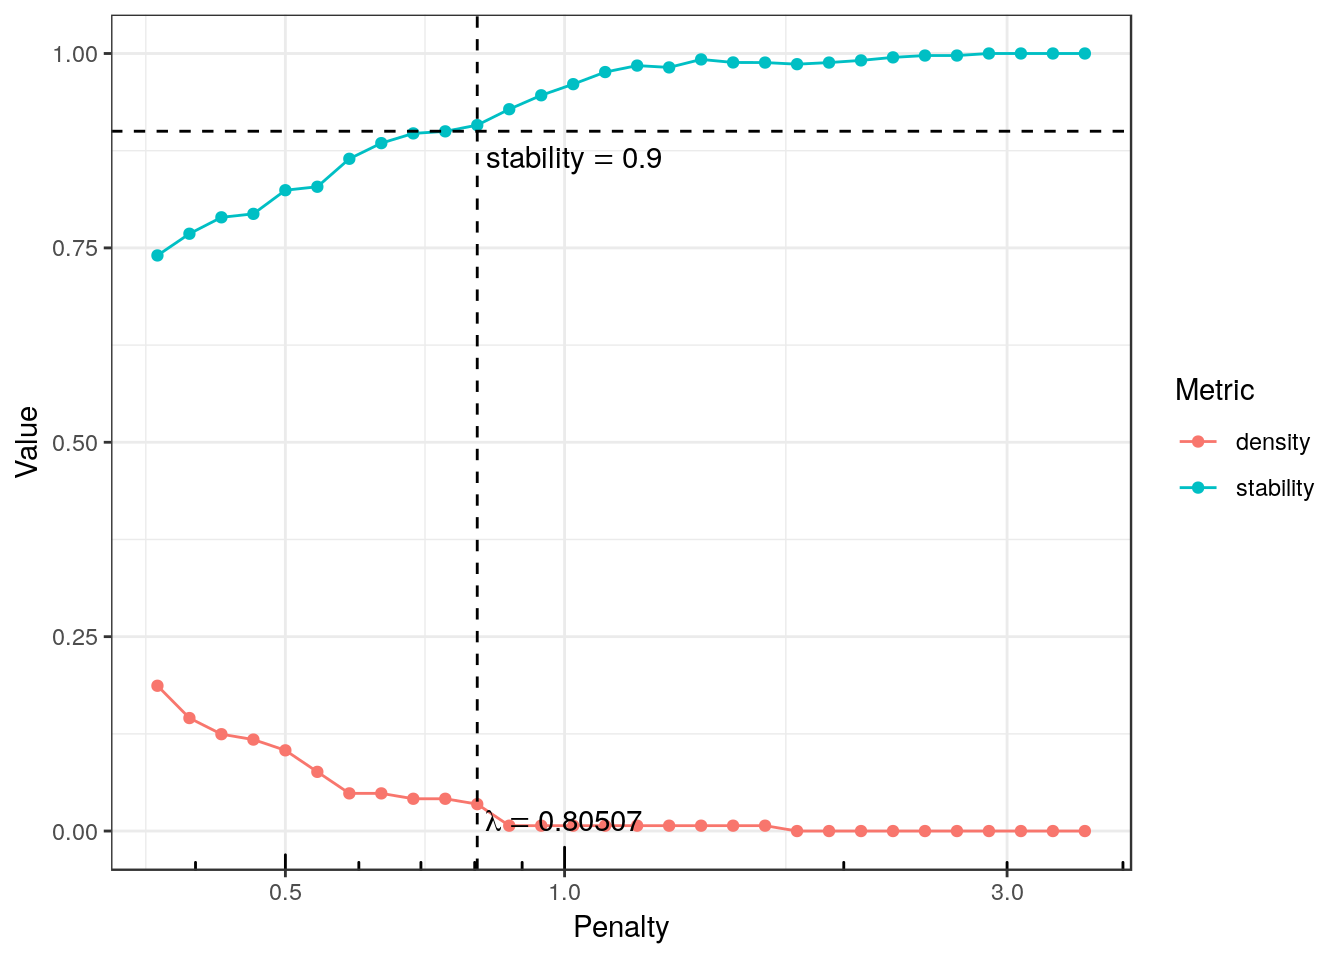 1.00
0.75
0.50
0.25
0.00
Value
stability = 0.9
λ = 0.80507
0.5
1.0
3.0
Penalty
Metric
density
stability